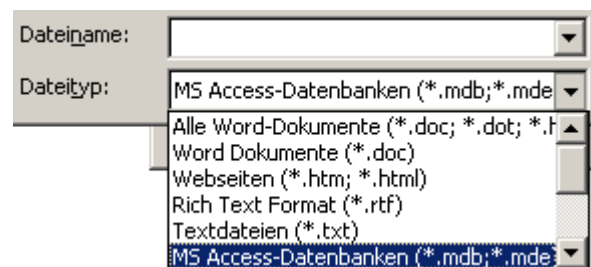 Dateiname:
Dateityp:
MS Access-Datenbanken (*.mdb;*.mde
Alle Word-Dokumente (*.doc; *.dot; *.h
Word Dokumente (*.doc)
Webseiten (*.htm; *.html)
Rich Text Format (*.rtf)
Textdateien (*.txt)
MS Access-Datenbanken (*.mdb;*.mde